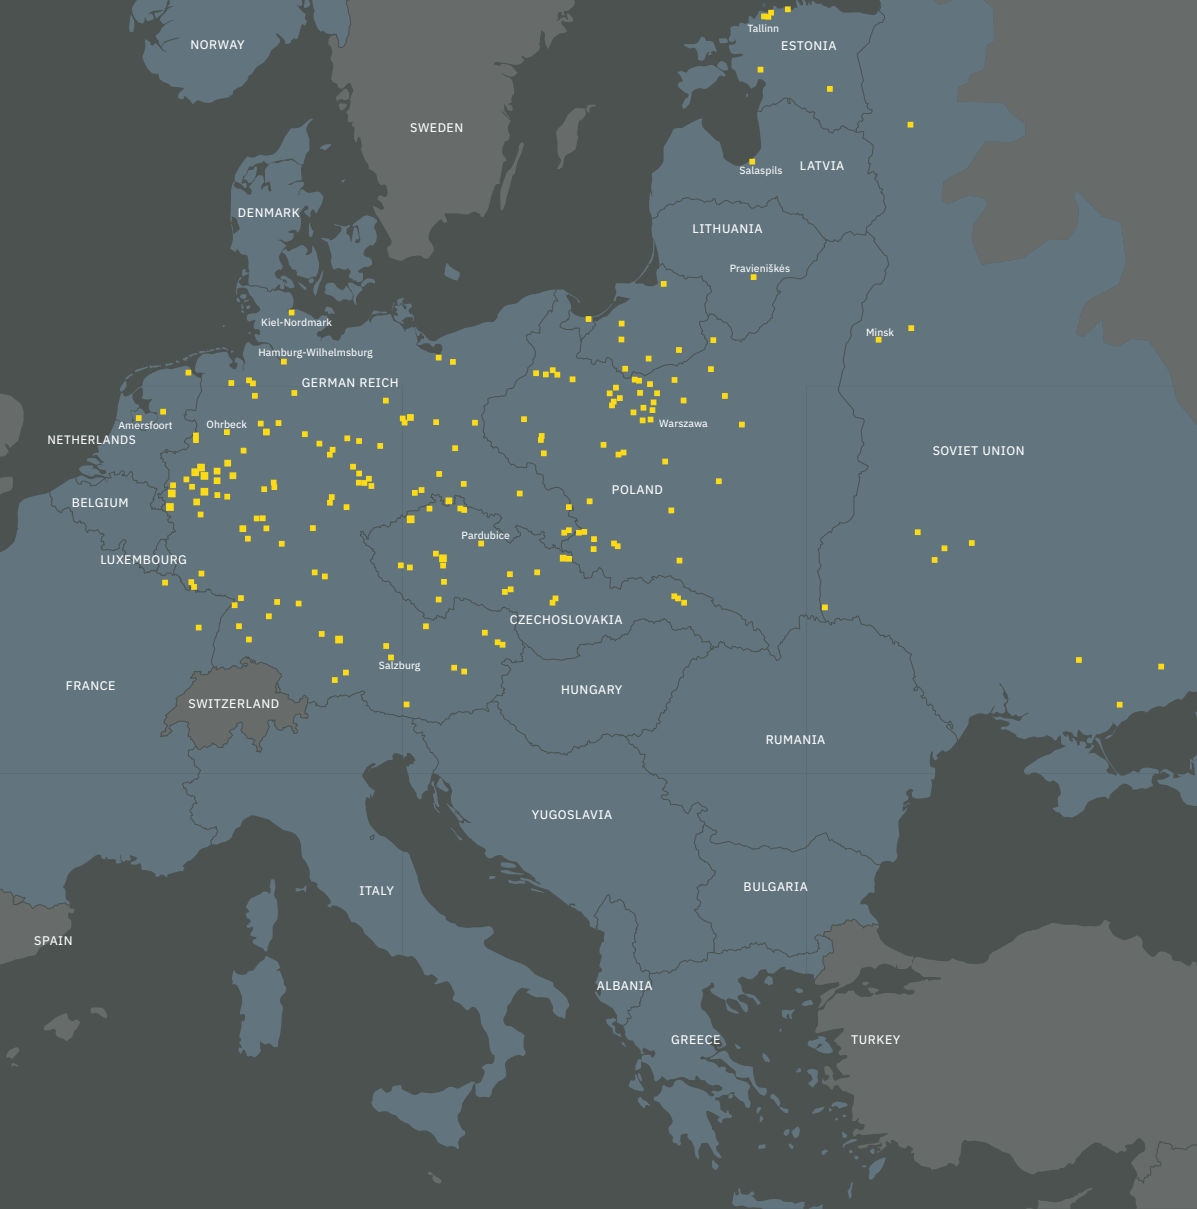 Tallinn
NORWAY
ESTONIA
SWEDEN
LATVIA
Salaspils
DENMARK
LITHUANIA
Pravieniškės
Kiel-Nordmark
Minsk
Hamburg-Wilhelmsburg
GERMAN REICH
Amersfoort
Ohrbeck
Warszawa
NETHERLANDS
SOVIET UNION
POLAND
BELGIUM
Pardubice
LUXEMBOURG
CZECHOSLOVAKIA
Salzburg
FRANCE
HUNGARY
SWITZERLAND
RUMANIA
YUGOSLAVIA
BULGARIA
ITALY
SPAIN
ALBANIA
GREECE
TURKEY